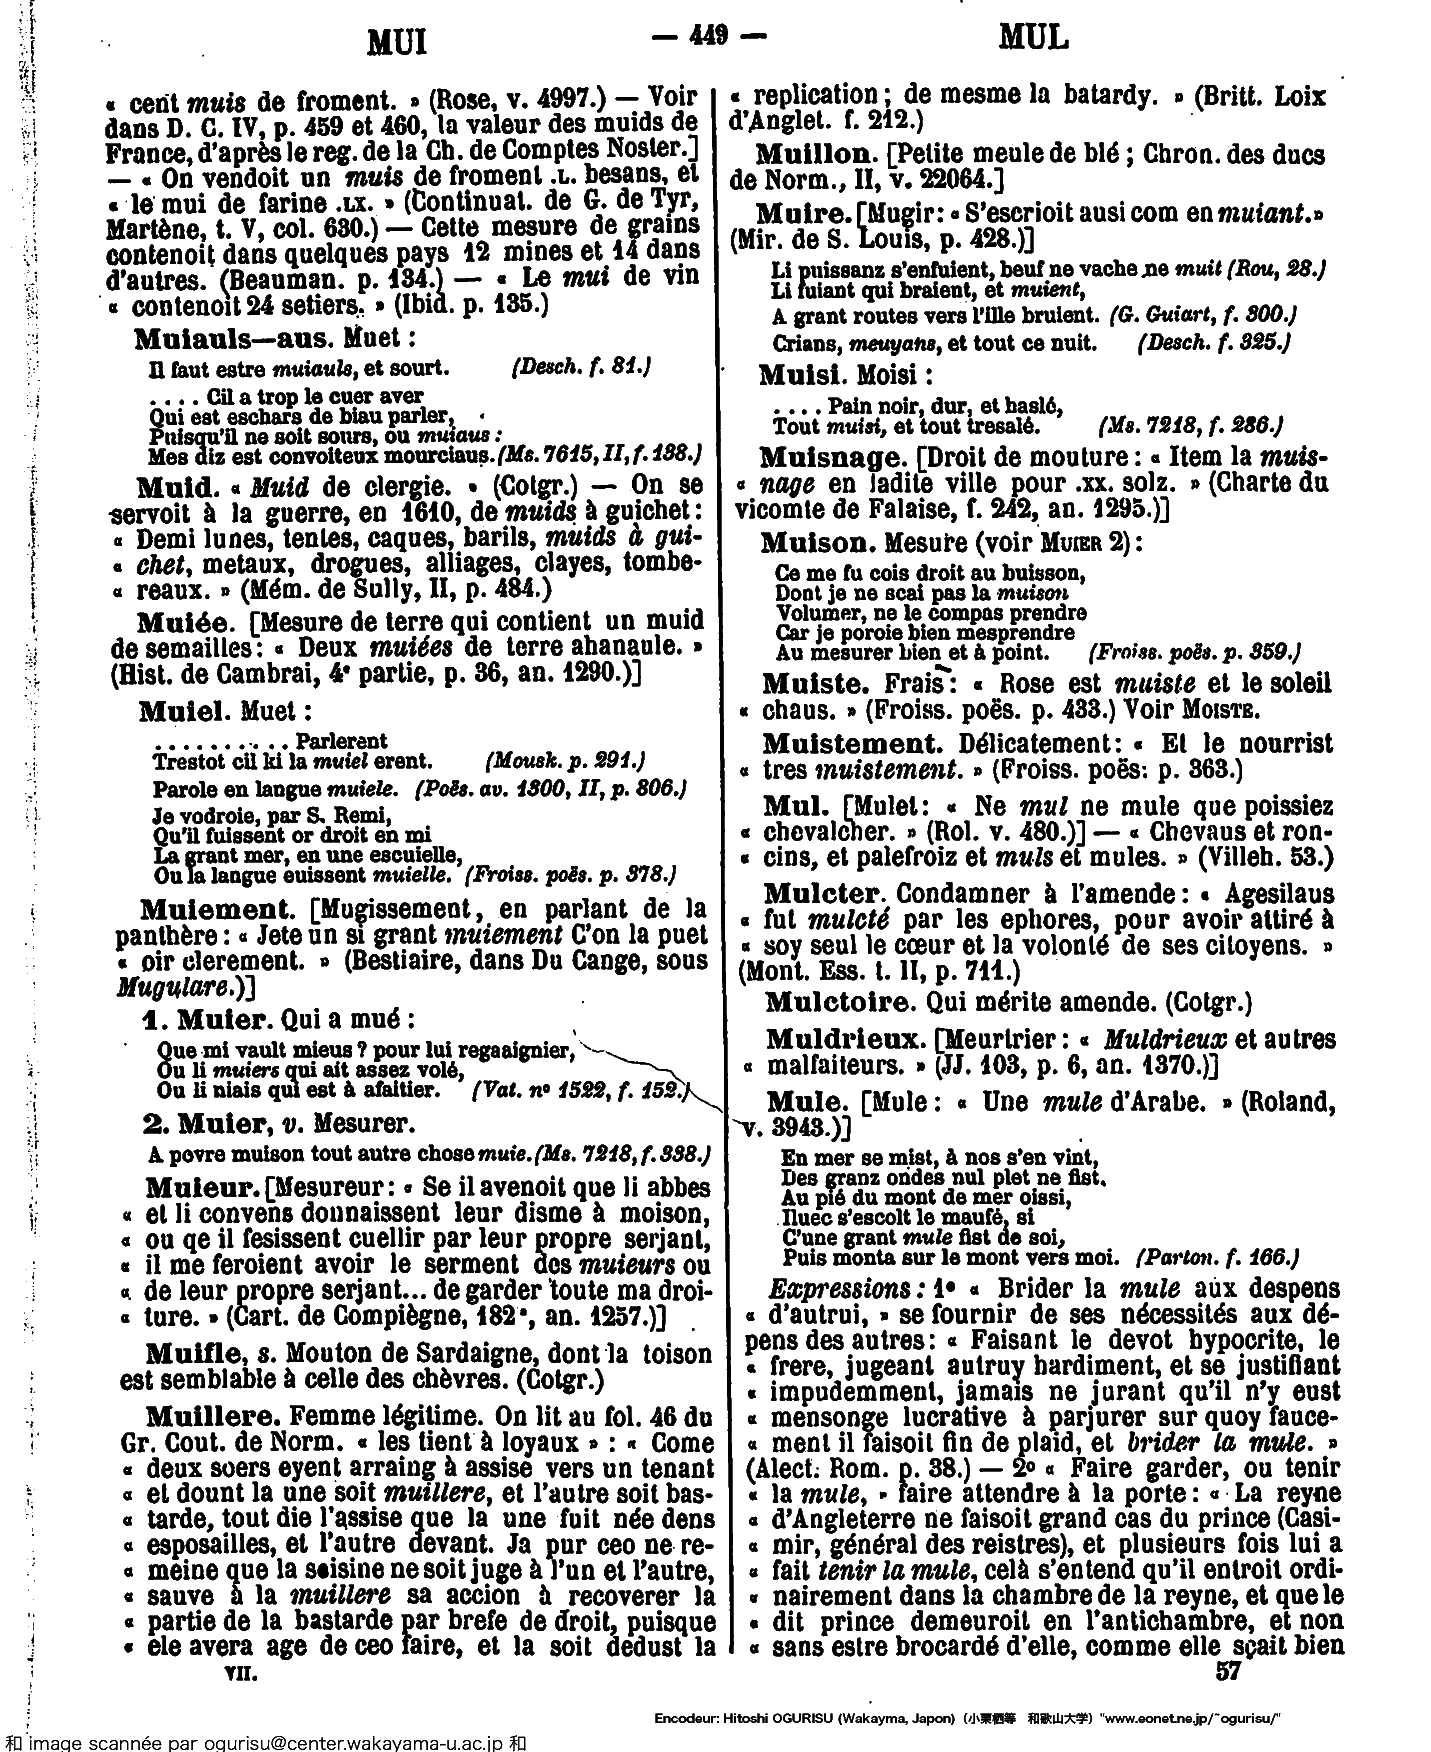 MUI
— 449 —
MUL
« cent muis de froment. » (Rose, v. 4997.) — Voir
dans D. C. IV, p. 459 et 460, la valeur des muids de
France, d'après le reg. de la Ch. de Comptes Noster.]
— « On vendoit un muis de froment .L. besans, et
« le mui de farine .LX. » (Continuat. de G. de Tyr,
Martène, t. V, col. 630.) — Cette mesure de grains
contenoit dans quelques pays 12 mines et 14 dans
d'autres. (Beauman. p. 134.) — « Le mui de vin
« contenoit 24 setiers. » (Ibid. p. 135.)
Muiauls—aus. Muet :
Il faut estre muiauls, et sourt. (Desch. f. 81.)
.... Cil a trop le cuer aver
Qui est eschars de biau parler,
Puisqu'il ne soit sours, ou muiaus :
Mes diz est convoiteux mourciaus. (Ms. 7615, II, f. 138.)
Muid. « Muid de clergie. » (Cotgr.) — On se
servoit à la guerre, en 1610, de muids à guichet :
« Demi lunes, tentes, caques, barils, muids à gui-
« chet, metaux, drogues, alliages, clayes, tombe-
« reaux. » (Mém. de Sully, II, p. 484.)
Muiée. [Mesure de terre qui contient un muid
de semailles : « Deux muiées de terre ahanaule. »
(Hist. de Cambrai, 4e partie, p. 36, an. 1290.)]
Muiel. Muet :
.......... Parlerent
Trestot cil ki la muiel erent. (Mousk. p. 291.)
Parole en langue muiele. (Poës. av. 1300, II, p. 806.)
Je vodroie, par S. Remi,
Qu'il fuissent or droit en mi
La grant mer, en une escuielle,
Ou la langue euissent muielle. (Froiss. poës. p. 378.)
Muiement. [Mugissement, en parlant de la
panthère : « Jete un si grant muiement C'on la puet
« oir clerement. » (Bestiaire, dans Du Cange, sous
Mugulare.)]
1. Muier. Qui a mué :
Que mi vault mieus ? pour lui regaaignier,
Ou li muiers qui ait assez volé,
Ou li niais qui est à afaitier. (Vat. no 1522, f. 152.)
2. Muier, v. Mesurer.
A povre muison tout autre chose muie. (Ms. 7218, f. 338.)
Muieur. [Mesureur : « Se il avenoit que li abbes
« et li convens donnaissent leur disme à moison,
« ou qe il fesissent cuellir par leur propre serjant,
« il me feroient avoir le serment des muieurs ou
« de leur propre serjant... de garder toute ma droi-
« ture. » (Cart. de Compiègne, 182a, an. 1257.)]
Muifle, s. Mouton de Sardaigne, dont la toison
est semblable à celle des chèvres. (Cotgr.)
Muillere. Femme légitime. On lit au fol. 46 du
Gr. Cout. de Norm. « les tient à loyaux » : « Come
« deux soers eyent arraing à assise vers un tenant
« et dount la une soit muillere, et l'autre soit bas-
« tarde, tout die l'assise que la une fuit née dens
« esposailles, et l'autre devant. Ja pur ceo ne re-
« meine que la seisine ne soit juge à l'un et l'autre,
« sauve à la muillere sa accion à recoverer la
« partie de la bastarde par brefe de droit, puisque
« ele avera age de ceo faire, et la soit dedust la
VII.
« replication ; de mesme la batardy. » (Britt. Loix
d'Anglet. f. 212.)
Muillon. [Petite meule de blé ; Chron. des ducs
de Norm., II, v. 22064.]
Muire. [Mugir : « S'escrioit ausi com en muiant. »
(Mir. de S. Louis, p. 428.)]
Li puissanz s'enfuient, beuf ne vache ne muit (Rou, 28.)
Li fuiant qui braient, et muient,
A grant routes vers l'ille bruient. (G. Guiart, f. 300.)
Crians, meuyans, et tout ce nuit. (Desch. f. 325.)
Muisi. Moisi :
.... Pain noir, dur, et haslé,
Tout muisi, et tout tresalé. (Ms. 7218, f. 286.)
Muisnage. [Droit de mouture : « Item la muis-
« nage en ladite ville pour .XX. solz. » (Charte du
vicomte de Falaise, f. 242, an. 1295.)]
Muison. Mesure (voir MUIER 2) :
Ce me fu cois droit au buisson,
Dont je ne scai pas la muison
Volumer, ne le compas prendre
Car je poroie bien mesprendre
Au mesurer bien et à point. (Froiss. poës. p. 359.)
Muiste. Frais : « Rose est muiste et le soleil
« chaus. » (Froiss. poës. p. 433.) Voir MOISTE.
Muistement. Délicatement : « Et le nourrist
« tres muistement. » (Froiss. poës: p. 363.)
Mul. [Mulet : « Ne mul ne mule que poissiez
« chevalcher. » (Rol. v. 480.)] — « Chevaus et ron-
« cins, et palefroiz et muls et mules. » (Villeh. 53.)
Mulcter. Condamner à l'amende : « Agesilaus
« fut mulcté par les ephores, pour avoir attiré à
« soy seul le cœur et la volonté de ses citoyens. »
(Mont. Ess. t. II, p. 711.)
Mulctoire. Qui mérite amende. (Cotgr.)
Muldrieux. [Meurtrier : « Muldrieux et autres
« malfaiteurs. » (JJ. 103, p. 6, an. 1370.)]
Mule. [Mule : « Une mule d'Arabe. » (Roland,
v. 3943.)]
En mer se mist, à nos s'en vint,
Des granz ondes nul plet ne fist.
Au pié du mont de mer oissi,
Iluec s'escolt le maufé, si
C'une grant mule fist de soi,
Puis monta sur le mont vers moi. (Parton. f. 166.)
Expressions : 1° « Brider la mule aux despens
« d'autrui, » se fournir de ses nécessités aux dé-
pens des autres : « Faisant le devot hypocrite, le
« frere, jugeant autruy hardiment, et se justifiant
« impudemment, jamais ne jurant qu'il n'y eust
« mensonge lucrative à parjurer sur quoy fauce-
« ment il faisoit fin de plaid, et brider la mule. »
(Alect. Rom. p. 38.) — 2o « Faire garder, ou tenir
« la mule, » faire attendre à la porte : « La reyne
« d'Angleterre ne faisoit grand cas du prince (Casi-
« mir, général des reistres), et plusieurs fois lui a
« fait tenir la mule, celà s'entend qu'il entroit ordi-
« nairement dans la chambre de la reyne, et que le
« dit prince demeuroit en l'antichambre, et non
« sans estre brocardé d'elle, comme elle sçait bien
57
Encodeur: Hitoshi OGURISU (Wakayma, Japon) (小栗栖等 和歌山大学) "www.eonet.ne.jp/~ogurisu/"
和 image scannée par ogurisu@center.wakayama-u.ac.jp 和